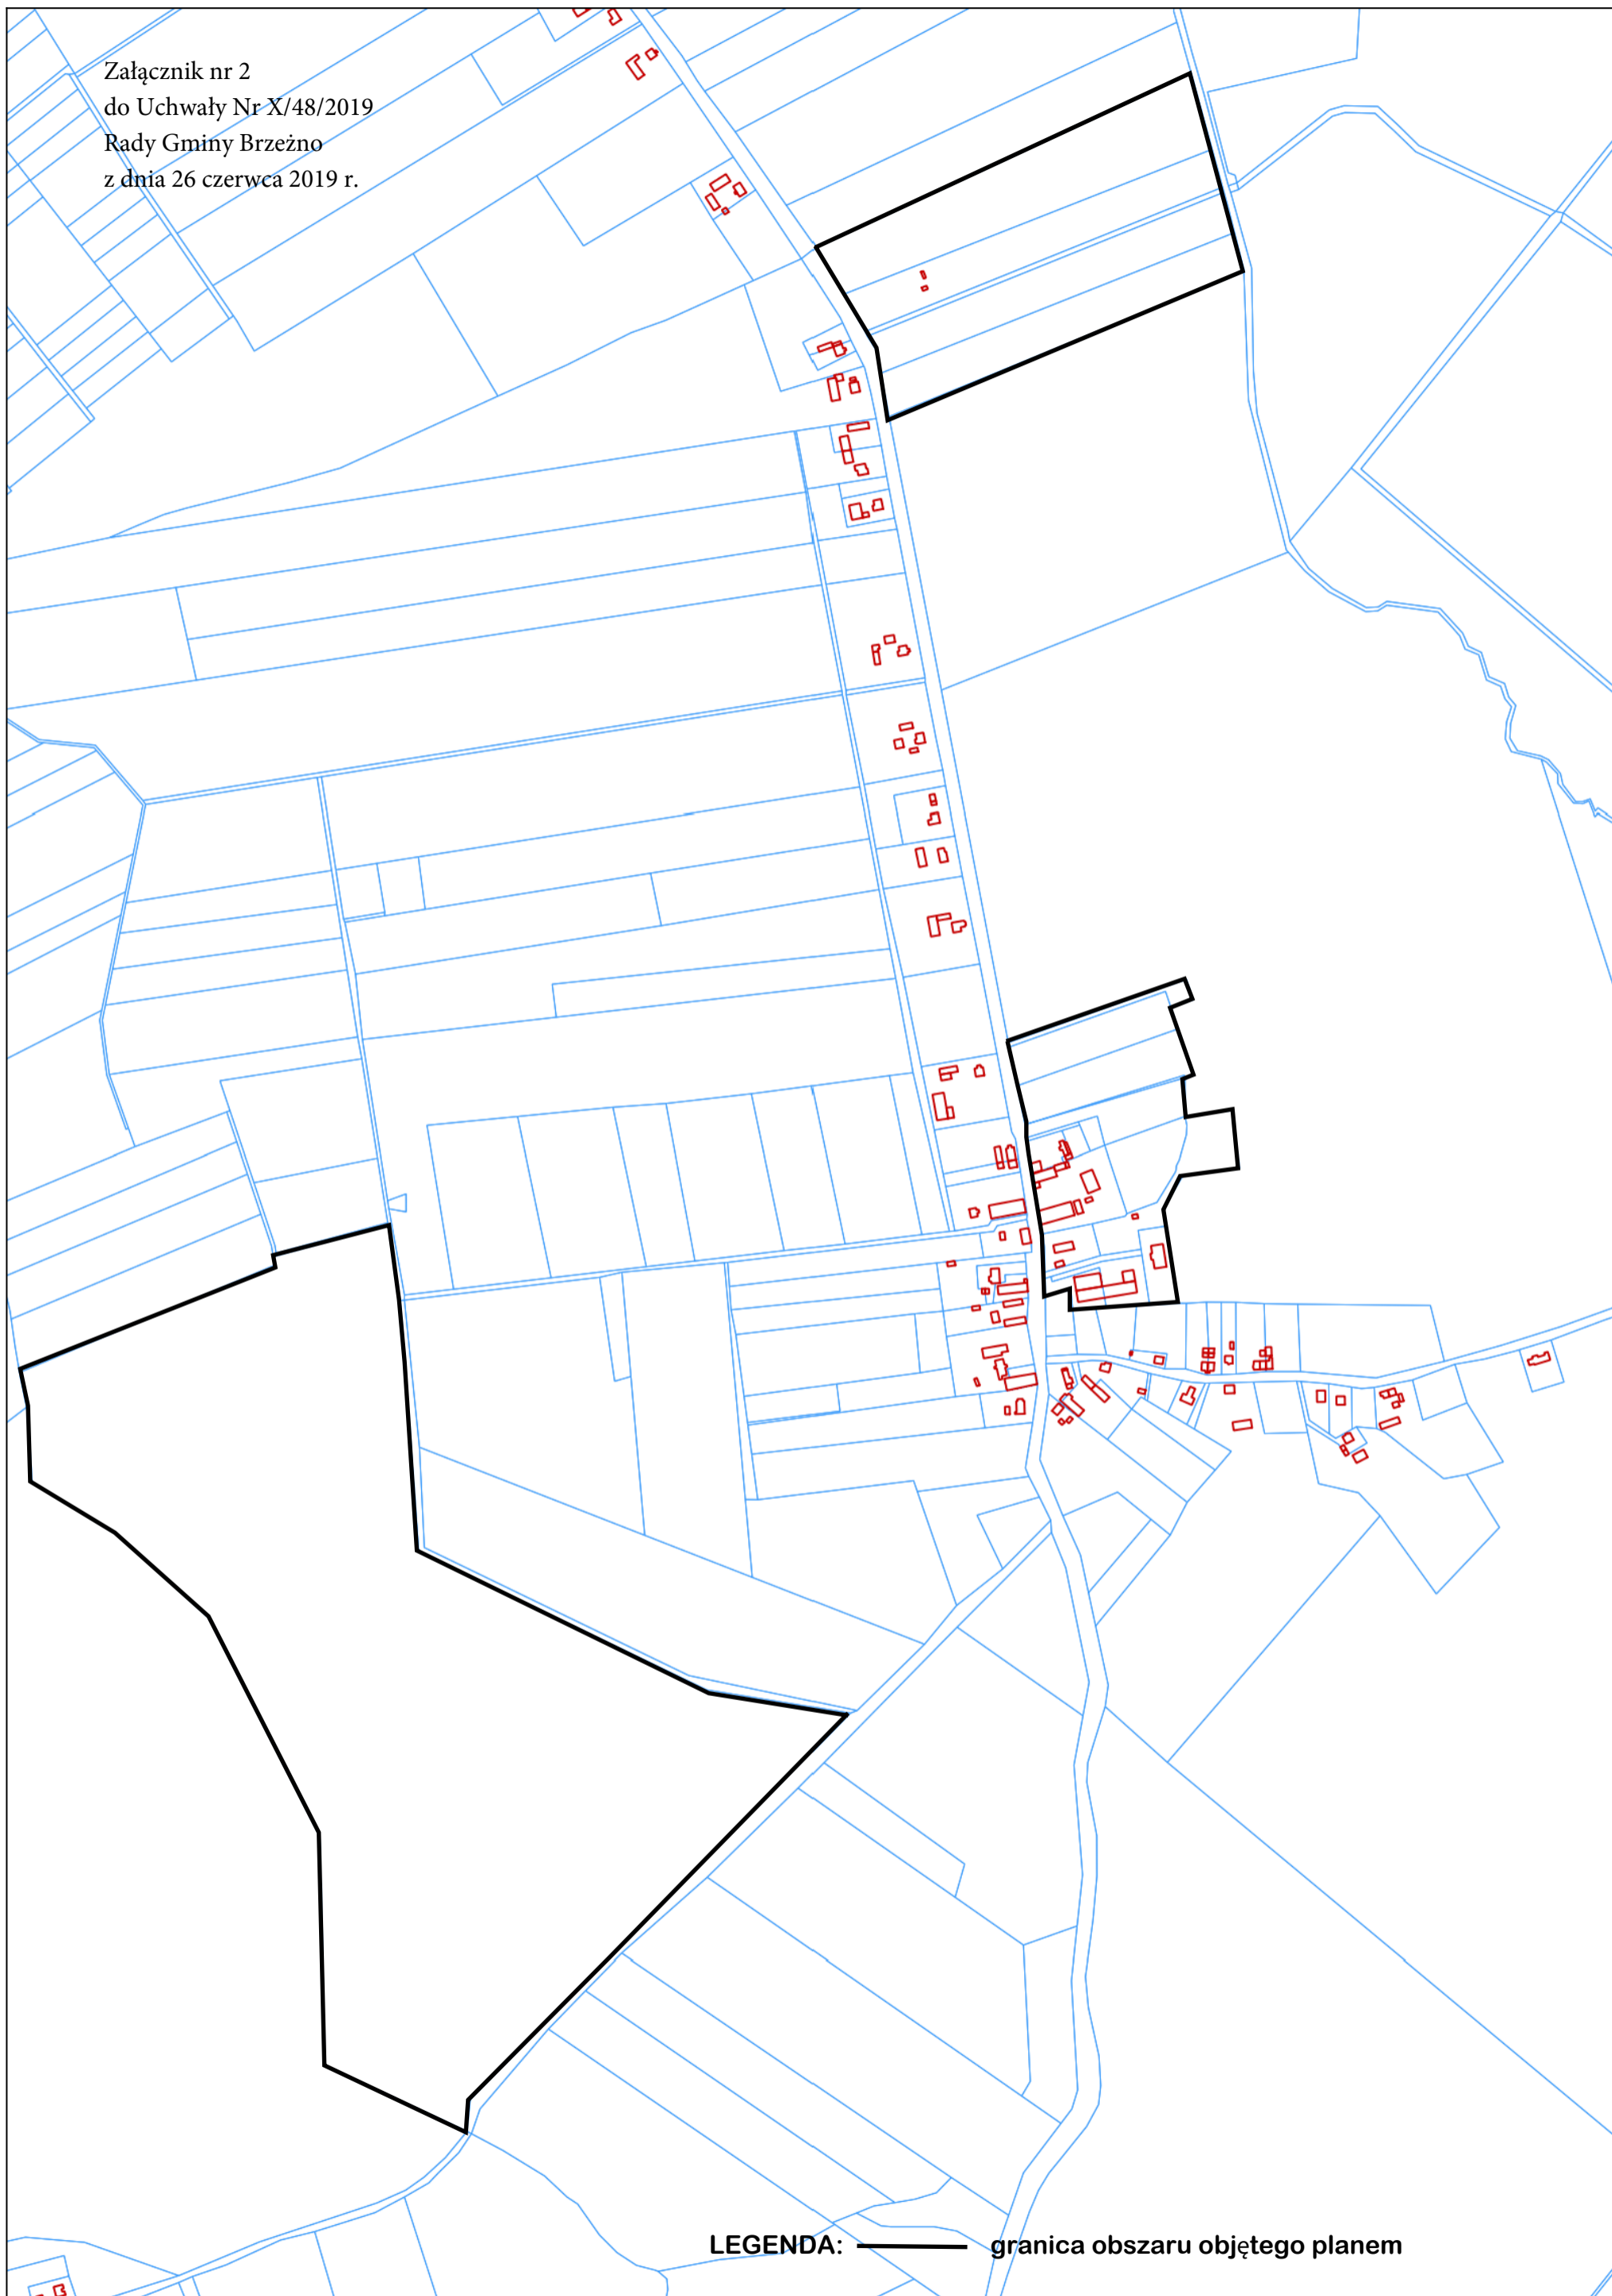 Załącznik nr 2
do Uchwały Nr X/48/2019
Rady Gminy Brzeżno
z dnia 26 czerwca 2019 r.
LEGENDA: granica obszaru objętego planem